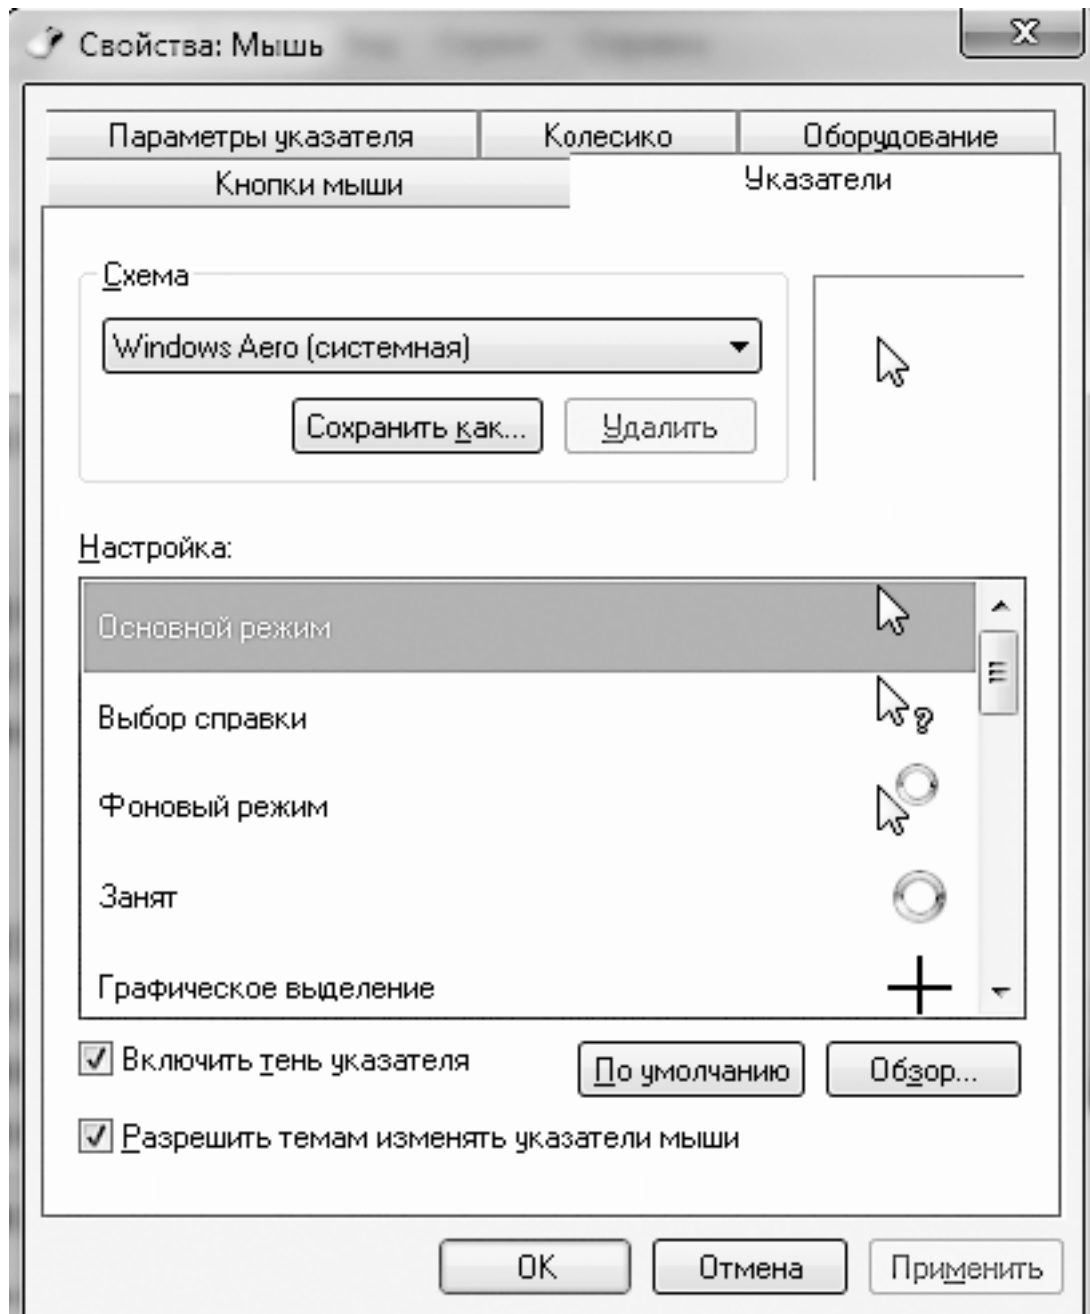 Свойства: Мышь
Параметры указателя Колесико Оборудование
Кнопки мыши Указатели
Схема
Windows Aero (системная)
Сохранить как... Удалить
Настройка:
Основной режим
Выбор справки
Фоновый режим
Занят
Графическое выделение
Включить тень указателя По умолчанию Обзор...
Разрешить темам изменять указатели мыши
OK Отмена Применить